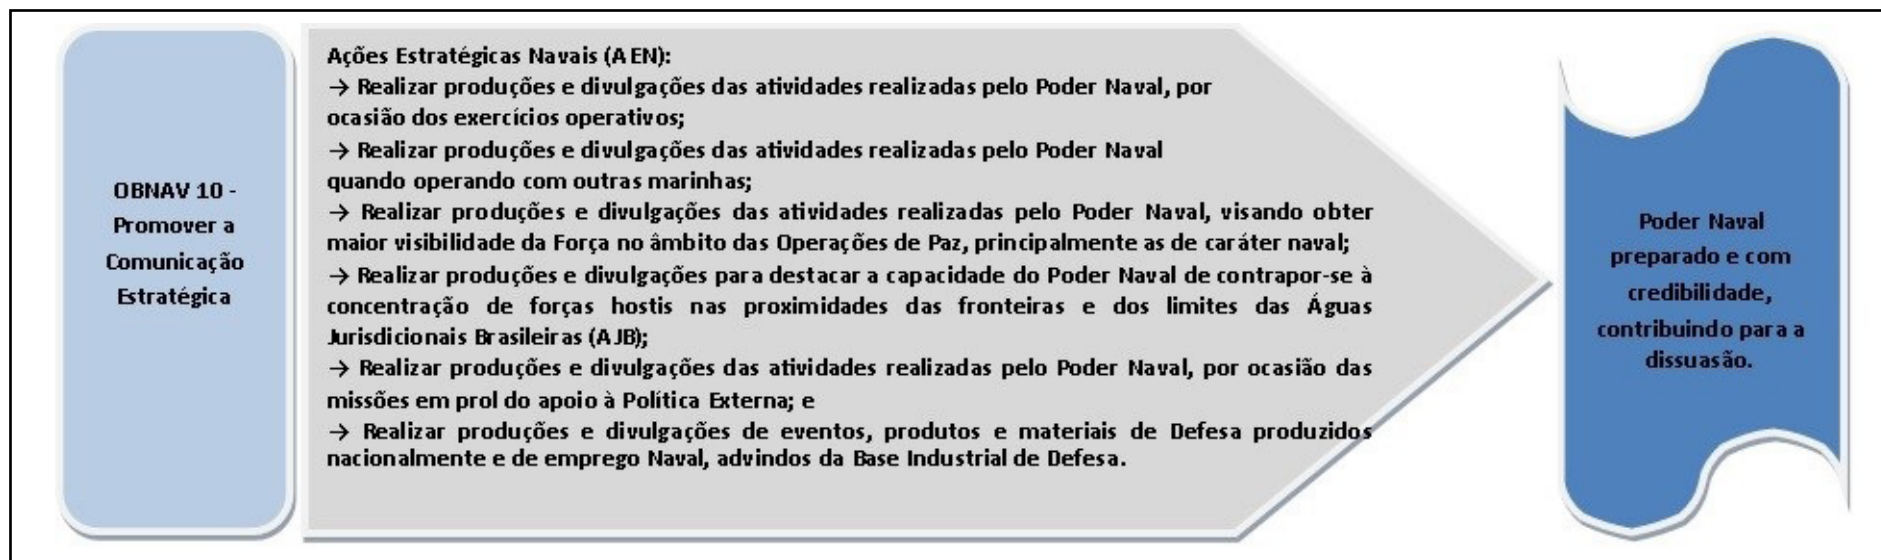 OBNAV 10 -
Promover a
Comunicação
Estratégica
Ações Estratégicas Navais (AEN):
→ Realizar produções e divulgações das atividades realizadas pelo Poder Naval, por
ocasião dos exercícios operativos;
→ Realizar produções e divulgações das atividades realizadas pelo Poder Naval
quando operando com outras marinhas;
→ Realizar produções e divulgações das atividades realizadas pelo Poder Naval, visando obter
maior visibilidade da Força no âmbito das Operações de Paz, principalmente as de caráter naval;
→ Realizar produções e divulgações para destacar a capacidade do Poder Naval de contrapor-se à
concentração de forças hostis nas proximidades das fronteiras e dos limites das Águas
Jurisdicionais Brasileiras (AJB);
→ Realizar produções e divulgações das atividades realizadas pelo Poder Naval, por ocasião das
missões em prol do apoio à Política Externa; e
→ Realizar produções e divulgações de eventos, produtos e materiais de Defesa produzidos
nacionalmente e de emprego Naval, advindos da Base Industrial de Defesa.
Poder Naval
preparado e com
credibilidade,
contribuindo para a
dissuasão.